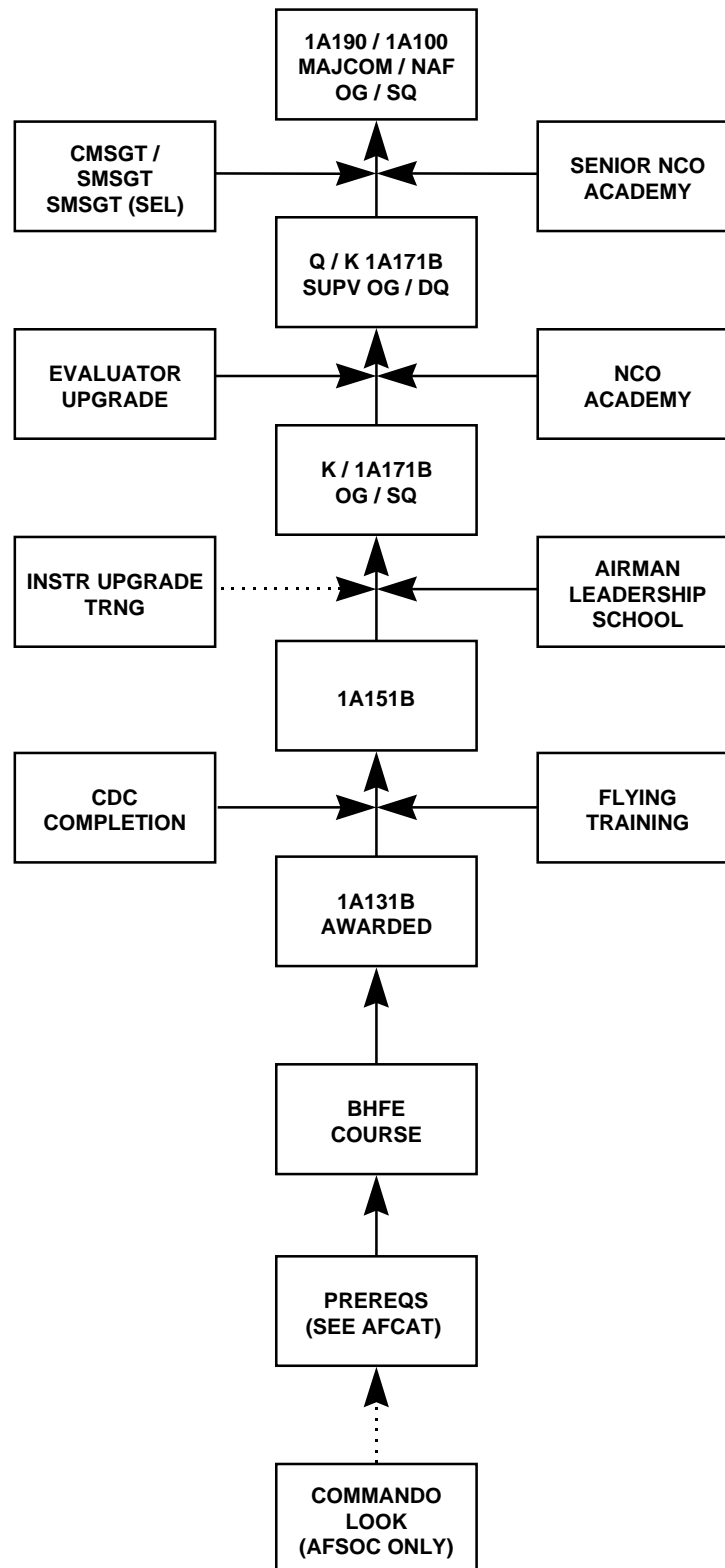 1A190 / 1A100
MAJCOM / NAF
OG / SQ
CMSGT /
SMSGT
SMSGT (SEL)
SENIOR NCO
ACADEMY
Q / K 1A171B
SUPV OG / DQ
EVALUATOR
UPGRADE
NCO
ACADEMY
K / 1A171B
OG / SQ
INSTR UPGRADE
TRNG
AIRMAN
LEADERSHIP
SCHOOL
1A151B
CDC
COMPLETION
FLYING
TRAINING
1A131B
AWARDED
BHFE
COURSE
PREREQS
(SEE AFCAT)
COMMANDO
LOOK
(AFSOC ONLY)